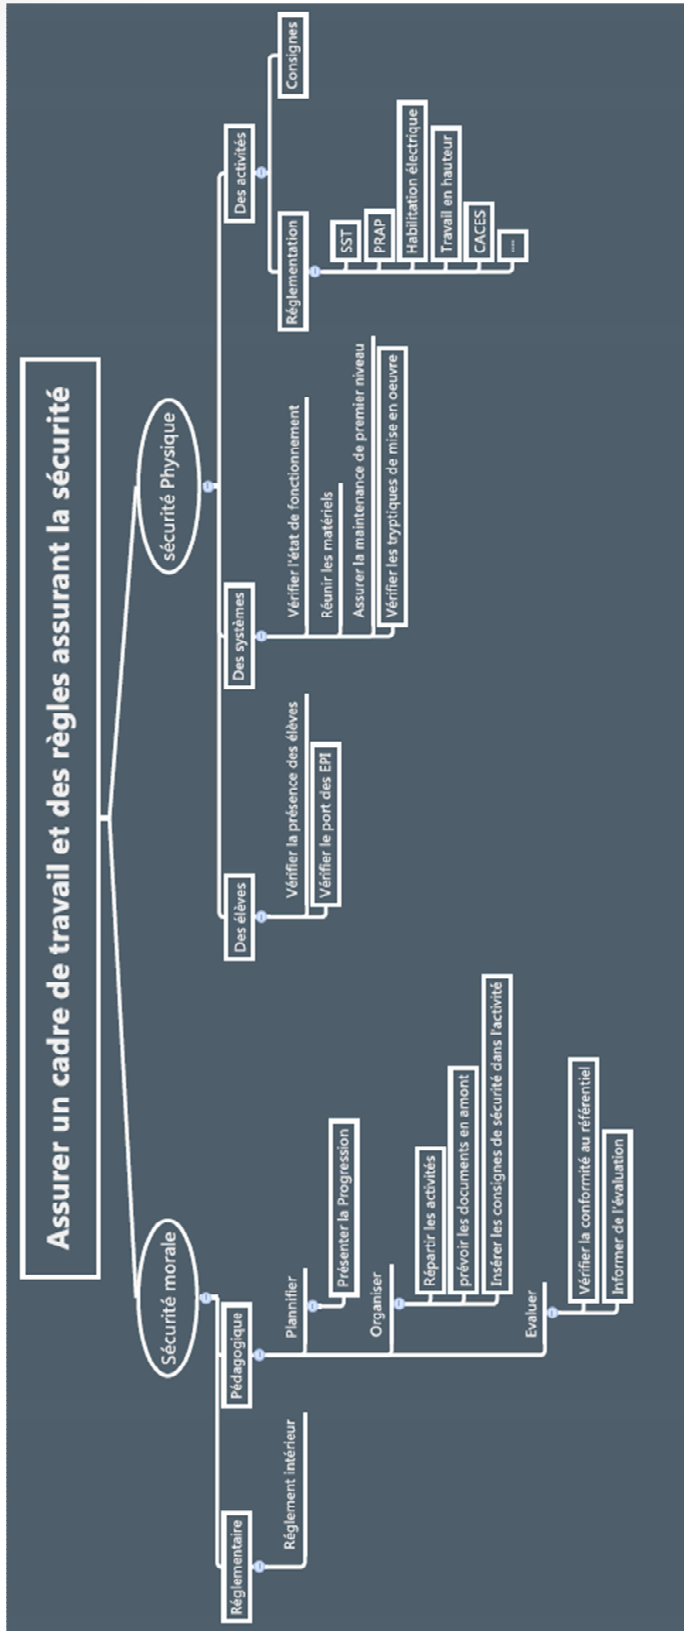 Assurer un cadre de travail et des règles assurant la sécurité
Sécurité morale
sécurité Physique
Réglementaire
Réglement intérieur
Pédagogique
Plannifier
Présenter la Progression
Organiser
Répartir les activités
prévoir les documents en amont
Insérer les consignes de sécurité dans l'activité
Evaluer
Vérifier la conformité au référentiel
Informer de l'évaluation
Des élèves
Vérifier la présence des élèves
Vérifier le port des EPI
Des systèmes
Vérifier l'état de fonctionnement
Réunir les matériels
Assurer la maintenance de premier niveau
Vérifier les tryptiques de mise en oeuvre
Des activités
Réglementation
SST
PRAP
Habilitation électrique
Travail en hauteur
CACES
....
Consignes